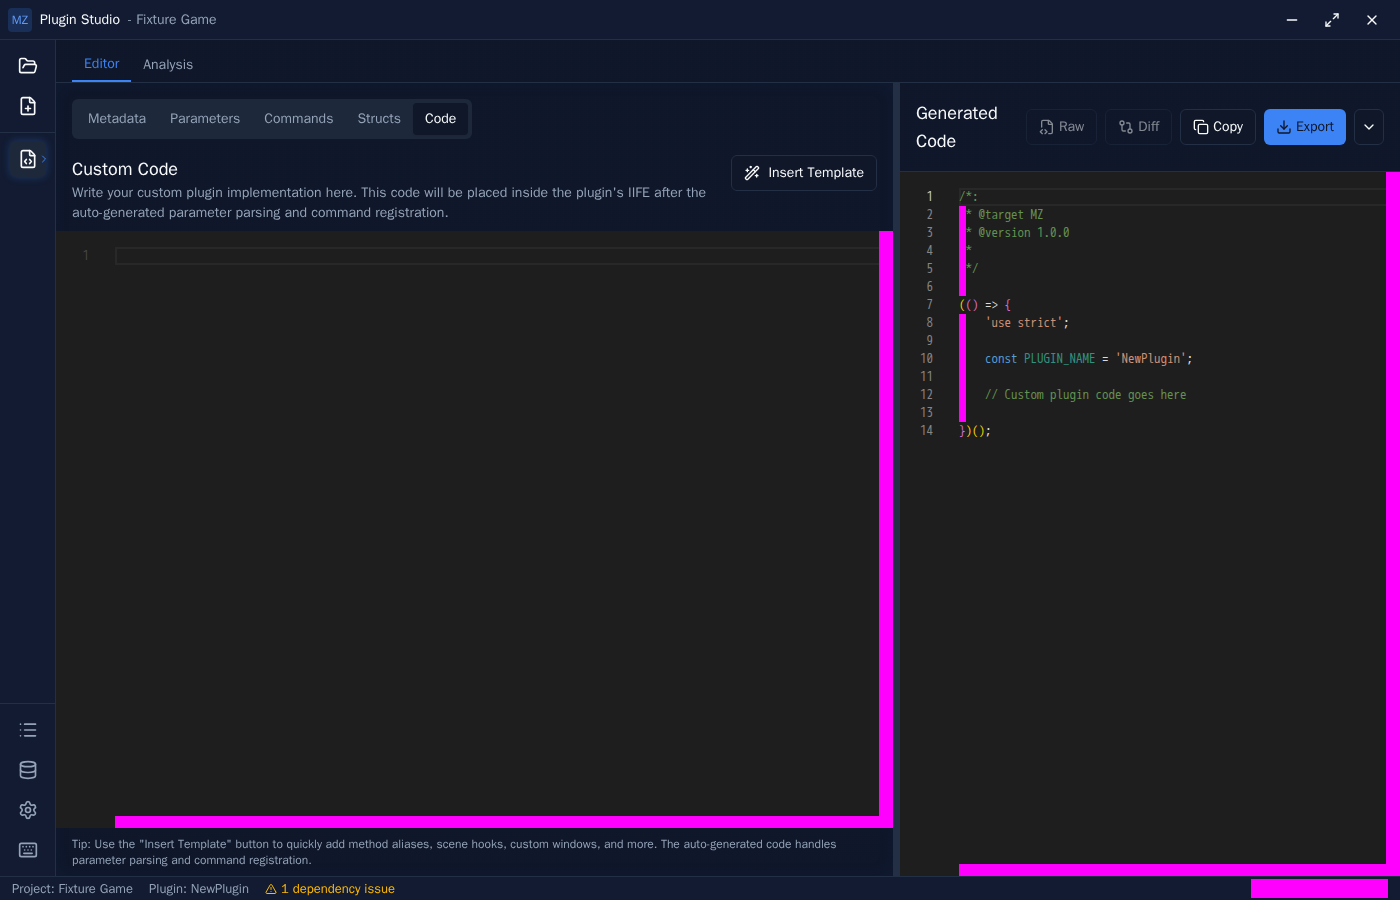 MZ Plugin Studio - Fixture Game
Editor Analysis
Metadata Parameters Commands Structs Code
Custom Code
Write your custom plugin implementation here. This code will be placed inside the plugin's IIFE after the
auto-generated parameter parsing and command registration.
Insert Template
1
Tip: Use the "Insert Template" button to quickly add method aliases, scene hooks, custom windows, and more. The auto-generated code handles
parameter parsing and command registration.
Generated
Code
Raw Diff Copy Export
1 /*:
2 * @target MZ
3 * @version 1.0.0
4 *
5 */
6
7 (() => {
8 'use strict';
9
10 const PLUGIN_NAME = 'NewPlugin';
11
12 // Custom plugin code goes here
13
14 })();
Project: Fixture Game Plugin: NewPlugin 1 dependency issue